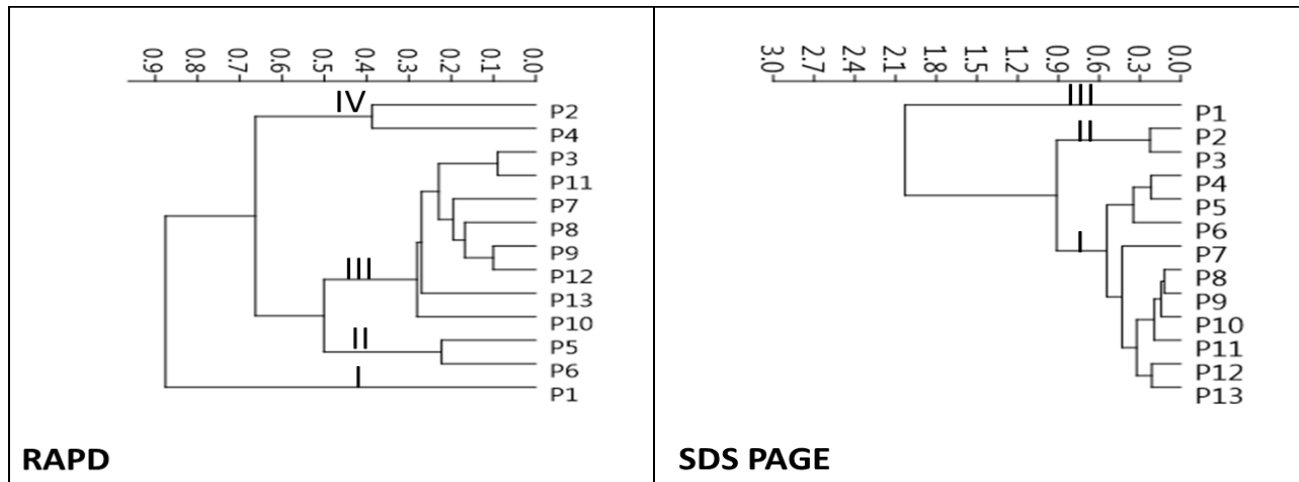 0.9 0.8 0.7 0.6 0.5 0.4 0.3 0.2 0.1 0.0
IV
P2
P4
P3
P11
P7
P8
P9
P12
III
P13
P10
II
P5
P6
I
P1
RAPD
3.0 2.7 2.4 2.1 1.8 1.5 1.2 0.9 0.6 0.3 0.0
III
P1
II
P2
P3
P4
P5
P6
I
P7
P8
P9
P10
P11
P12
P13
SDS PAGE